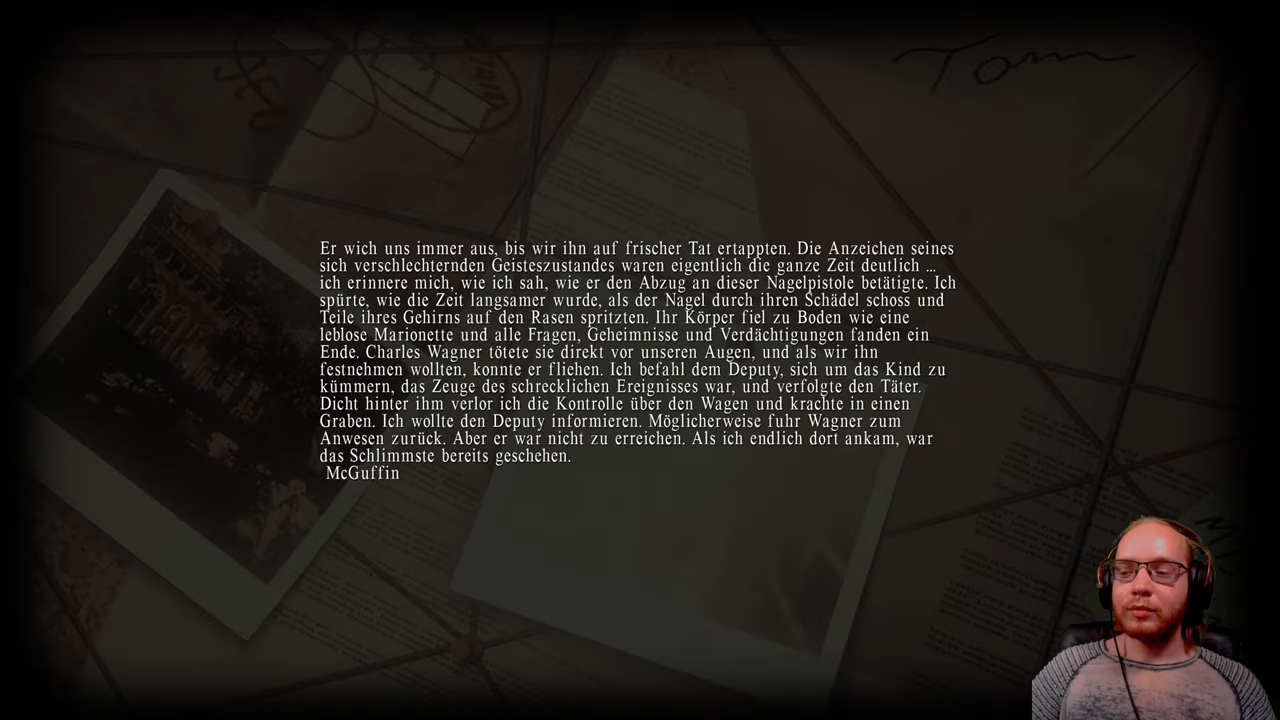 Tom
Er wich uns immer aus, bis wir ihn auf frischer Tat ertappten. Die Anzeichen seines
sich verschlechternden Geisteszustandes waren eigentlich die ganze Zeit deutlich ...
ich erinnere mich, wie ich sah, wie er den Abzug an dieser Nagelpistole betätigte. Ich
spürte, wie die Zeit langsamer wurde, als der Nagel durch ihren Schädel schoss und
Teile ihres Gehirns auf den Rasen spritzten. Ihr Körper fiel zu Boden wie eine
leblose Marionette und alle Fragen, Geheimnisse und Verdächtigungen fanden ein
Ende. Charles Wagner tötete sie direkt vor unseren Augen, und als wir ihn
festnehmen wollten, konnte er fliehen. Ich befahl dem Deputy, sich um das Kind zu
kümmern, das Zeuge des schrecklichen Ereignisses war, und verfolgte den Täter.
Dicht hinter ihm verlor ich die Kontrolle über den Wagen und krachte in einen
Graben. Ich wollte den Deputy informieren. Möglicherweise fuhr Wagner zum
Anwesen zurück. Aber er war nicht zu erreichen. Als ich endlich dort ankam, war
das Schlimmste bereits geschehen.
McGuffin